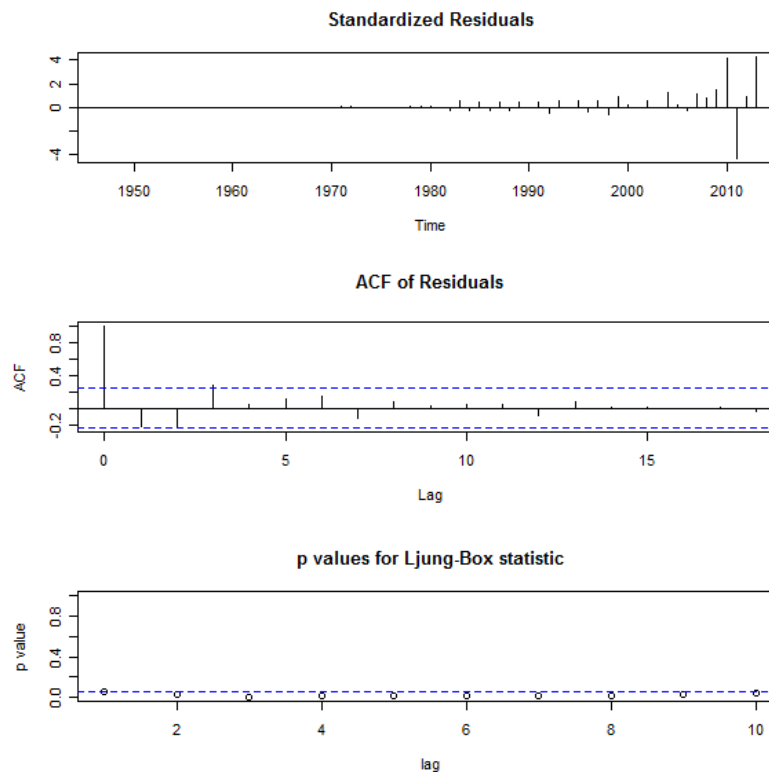 Standardized Residuals
4
2
0
-4
1950 1960 1970 1980 1990 2000 2010
Time
ACF of Residuals
ACF
0.8
0.4
-0.2
0 5 10 15
Lag
p values for Ljung-Box statistic
p value
0.8
0.4
0.0
2 4 6 8 10
lag